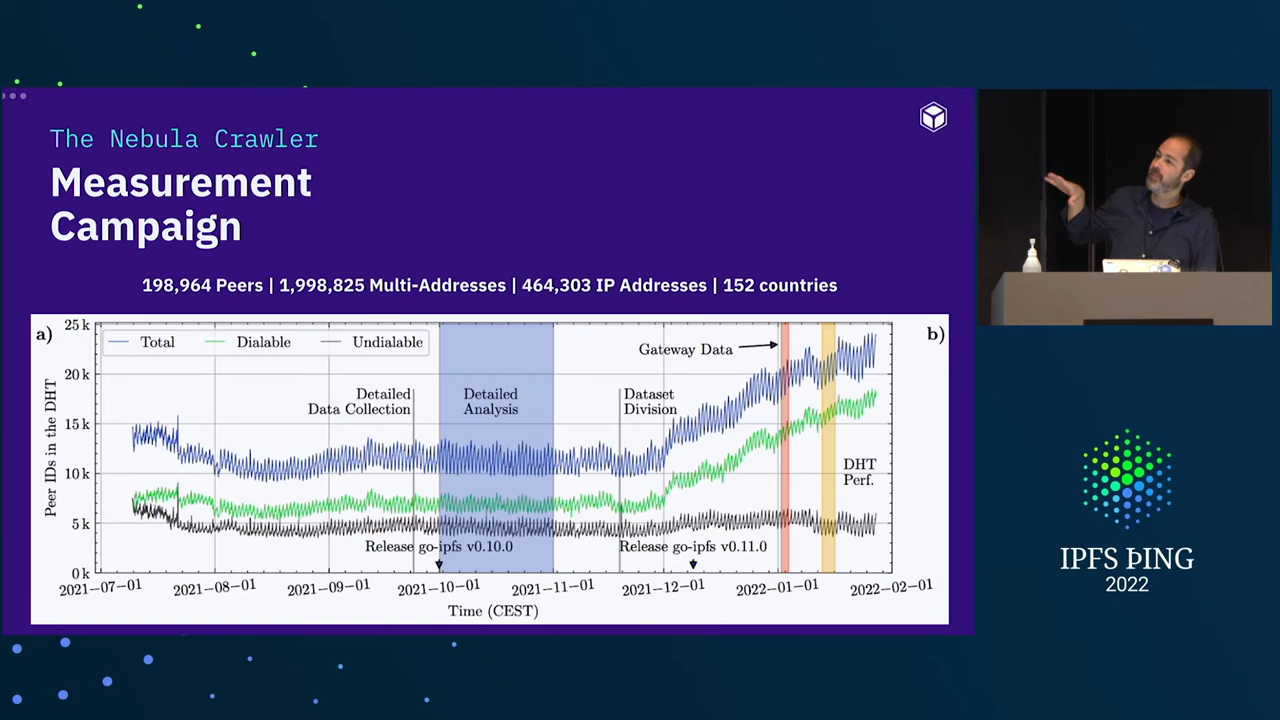 The Nebula Crawler
Measurement
Campaign
198,964 Peers | 1,998,825 Multi-Addresses | 464,303 IP Addresses | 152 countries
a)
b)
25 k
20 k
15 k
10 k
5 k
0 k
Peer IDs in the DHT
Total
Dialable
Undialable
Gateway Data
Detailed
Data Collection
Detailed
Analysis
Dataset
Division
DHT
Perf.
Release go-ipfs v0.10.0
Release go-ipfs v0.11.0
2021-07-01
2021-08-01
2021-09-01
2021-10-01
2021-11-01
2021-12-01
2022-01-01
2022-02-01
Time (CEST)
IPFS ÞING
2022